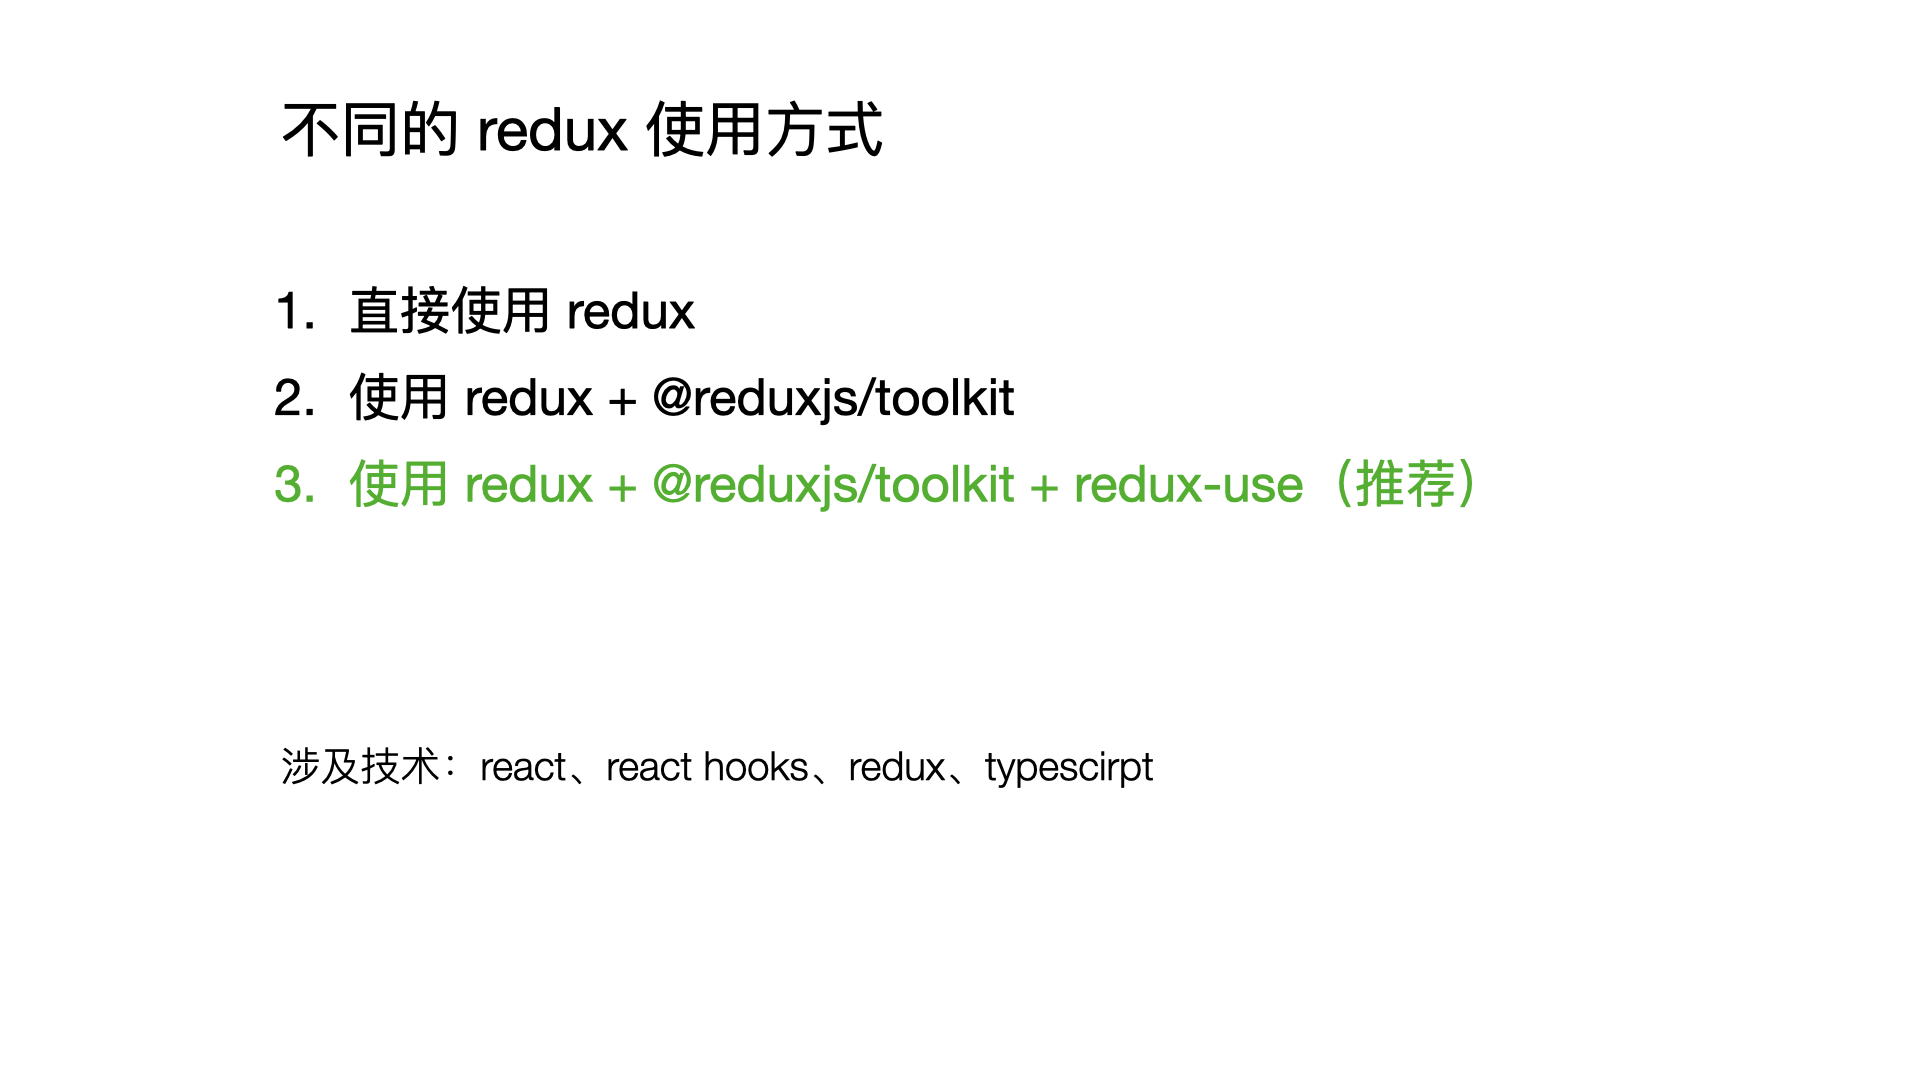 不同的 redux 使用方式
1. 直接使用 redux
2. 使用 redux + @reduxjs/toolkit
3. 使用 redux + @reduxjs/toolkit + redux-use（推荐）
涉及技术：react、react hooks、redux、typescirpt